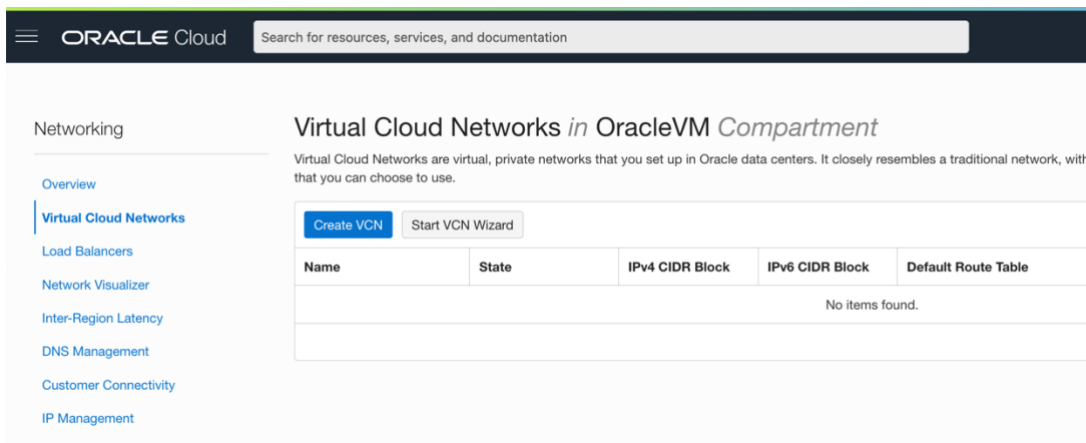 ORACLE Cloud
Search for resources, services, and documentation
Networking
Overview
Virtual Cloud Networks
Load Balancers
Network Visualizer
Inter-Region Latency
DNS Management
Customer Connectivity
IP Management
Virtual Cloud Networks in OracleVM Compartment
Virtual Cloud Networks are virtual, private networks that you set up in Oracle data centers. It closely resembles a traditional network, with
that you can choose to use.
Create VCN Start VCN Wizard
Name State IPv4 CIDR Block IPv6 CIDR Block Default Route Table
No items found.